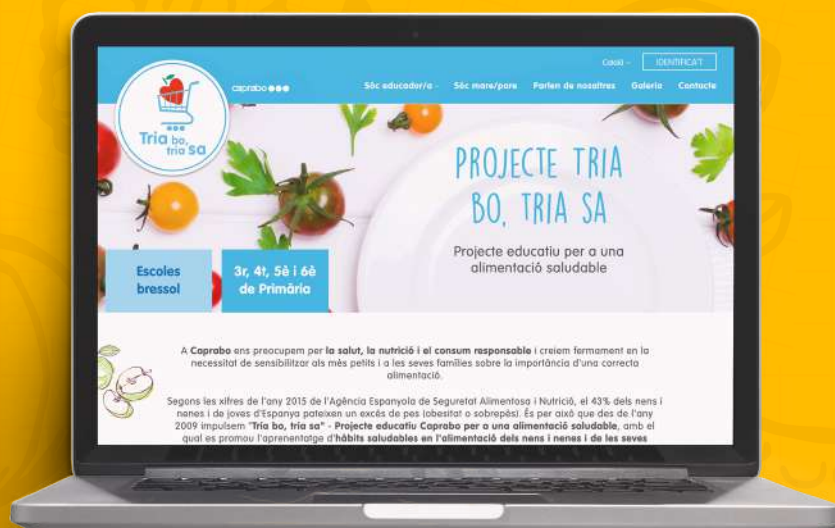 Català
IDENTIFICA'T
caprabo
Sóc educador/a
Sóc mare/pare
Parlen de nosaltres
Galeria
Contacte
Tria bo,
tria sa
PROJECTE TRIA
BO, TRIA SA
Projecte educatiu per a una
alimentació saludable
Escoles
bressol
3r, 4t, 5è i 6è
de Primària
A Caprabo ens preocupem per la salut, la nutrició i el consum responsable i creiem fermament en la
necessitat de sensibilitzar als més petits i a les seves famílies sobre la importància d'una correcta
alimentació.
Segons les xifres de l'any 2015 de l'Agència Espanyola de Seguretat Alimentosa i Nutrició, el 43% dels nens i
nenes i de joves d'Espanya pateixen un excés de pes (obesitat o sobrepès). És per això que des de l'any
2009 impulsem "Tria bo, tria sa" - Projecte educatiu Caprabo per a una alimentació saludable, amb el
qual es promou l'aprenentatge d'hàbits saludables en l'alimentació dels nens i nenes i de les seves